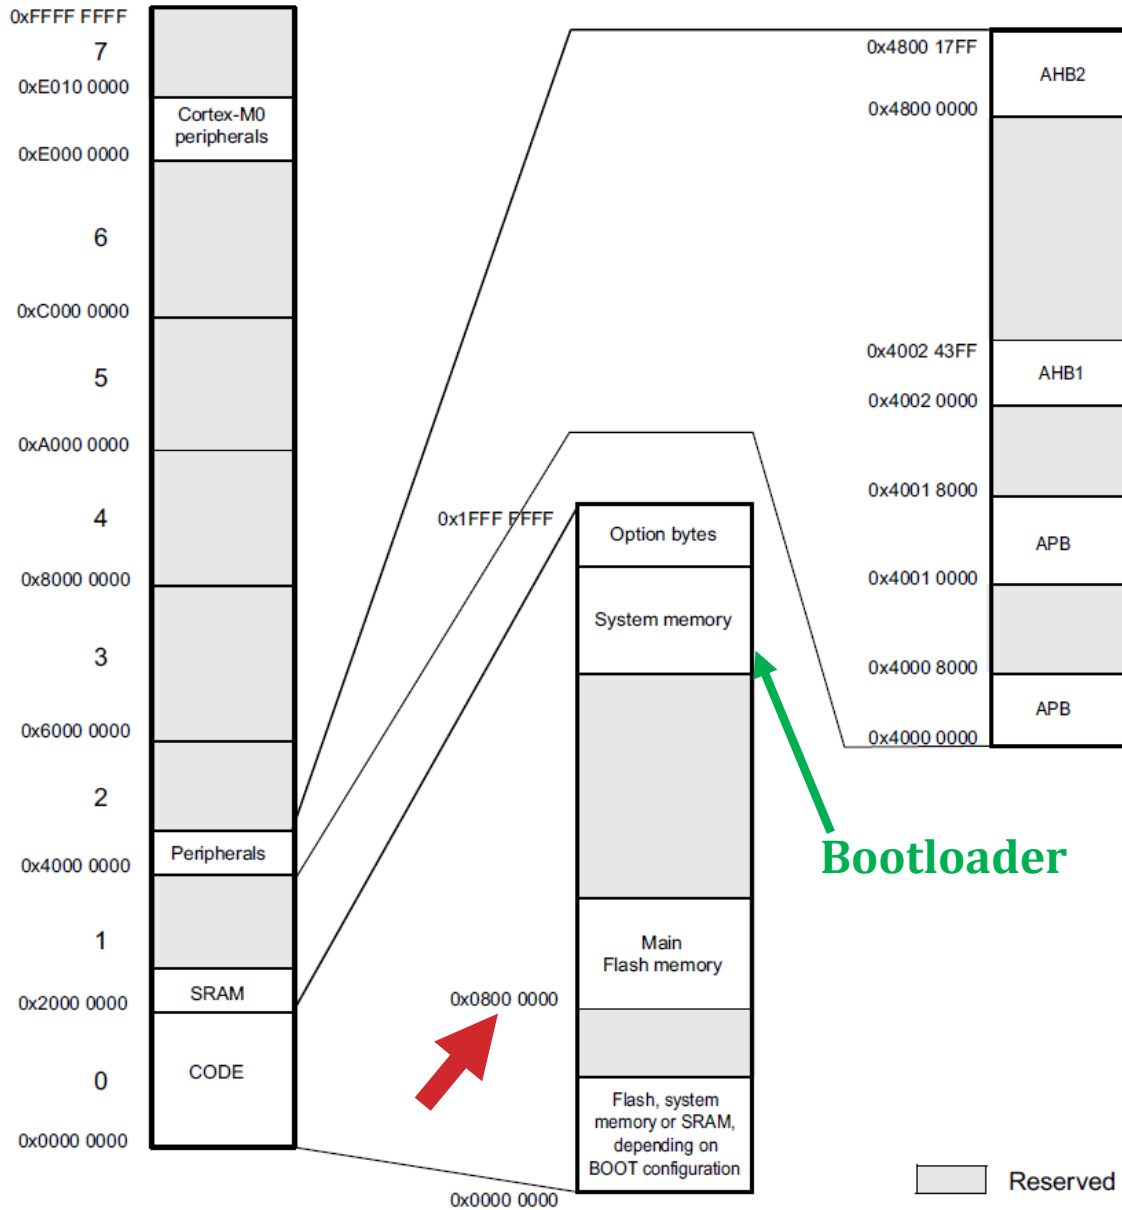 0xFFFF FFFF
7
0xE010 0000
Cortex-M0
peripherals
0xE000 0000
6
0xC000 0000
5
0xA000 0000
4
0x8000 0000
3
0x6000 0000
2
Peripherals
0x4000 0000
1
SRAM
0x2000 0000
CODE
0
0x0000 0000
0x1FFF FFFF
Option bytes
System memory
Bootloader
Main
Flash memory
0x0800 0000
Flash, system
memory or SRAM,
depending on
BOOT configuration
0x0000 0000
0x4800 17FF
AHB2
0x4800 0000
0x4002 43FF
AHB1
0x4002 0000
0x4001 8000
APB
0x4001 0000
0x4000 8000
APB
0x4000 0000
Reserved